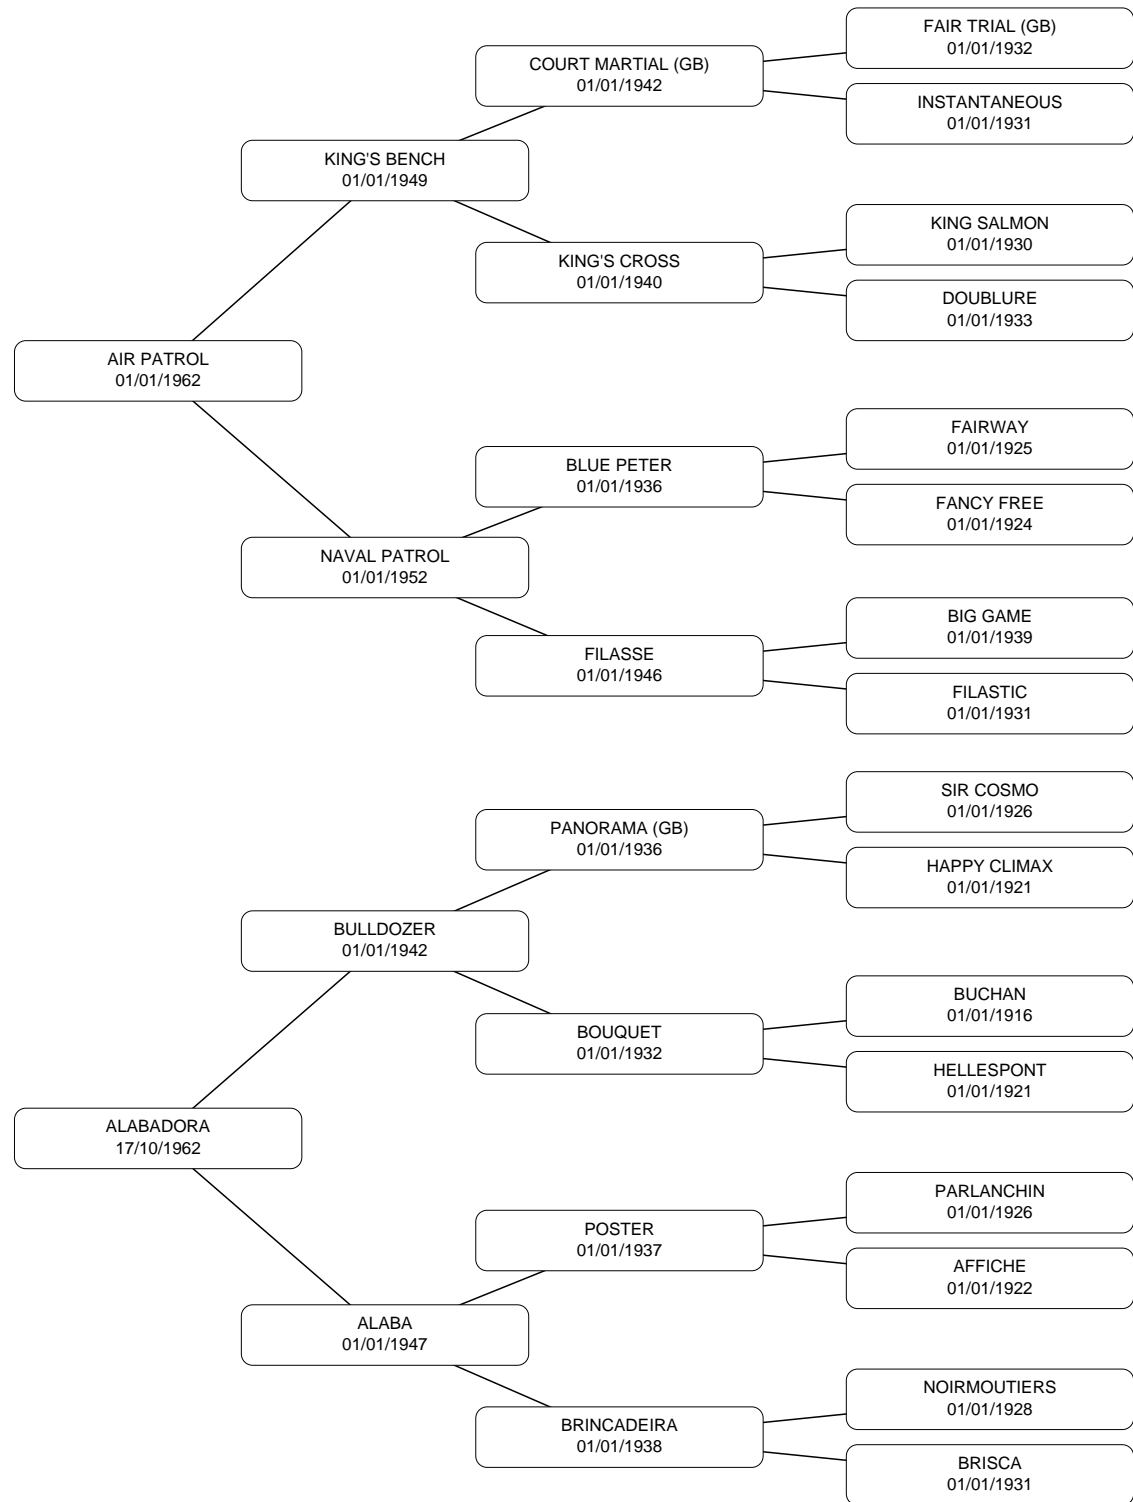 FAIR TRIAL (GB)
01/01/1932
COURT MARTIAL (GB)
01/01/1942
INSTANTANEOUS
01/01/1931
KING'S BENCH
01/01/1949
KING SALMON
01/01/1930
KING'S CROSS
01/01/1940
DOUBLURE
01/01/1933
AIR PATROL
01/01/1962
FAIRWAY
01/01/1925
BLUE PETER
01/01/1936
FANCY FREE
01/01/1924
NAVAL PATROL
01/01/1952
BIG GAME
01/01/1939
FILASSE
01/01/1946
FILASTIC
01/01/1931
SIR COSMO
01/01/1926
PANORAMA (GB)
01/01/1936
HAPPY CLIMAX
01/01/1921
BULLDOZER
01/01/1942
BUCHAN
01/01/1916
BOUQUET
01/01/1932
HELLESPONT
01/01/1921
ALABADORA
17/10/1962
PARLANCHIN
01/01/1926
POSTER
01/01/1937
AFFICHE
01/01/1922
ALABA
01/01/1947
NOIRMOUTIERS
01/01/1928
BRINCADEIRA
01/01/1938
BRISCA
01/01/1931